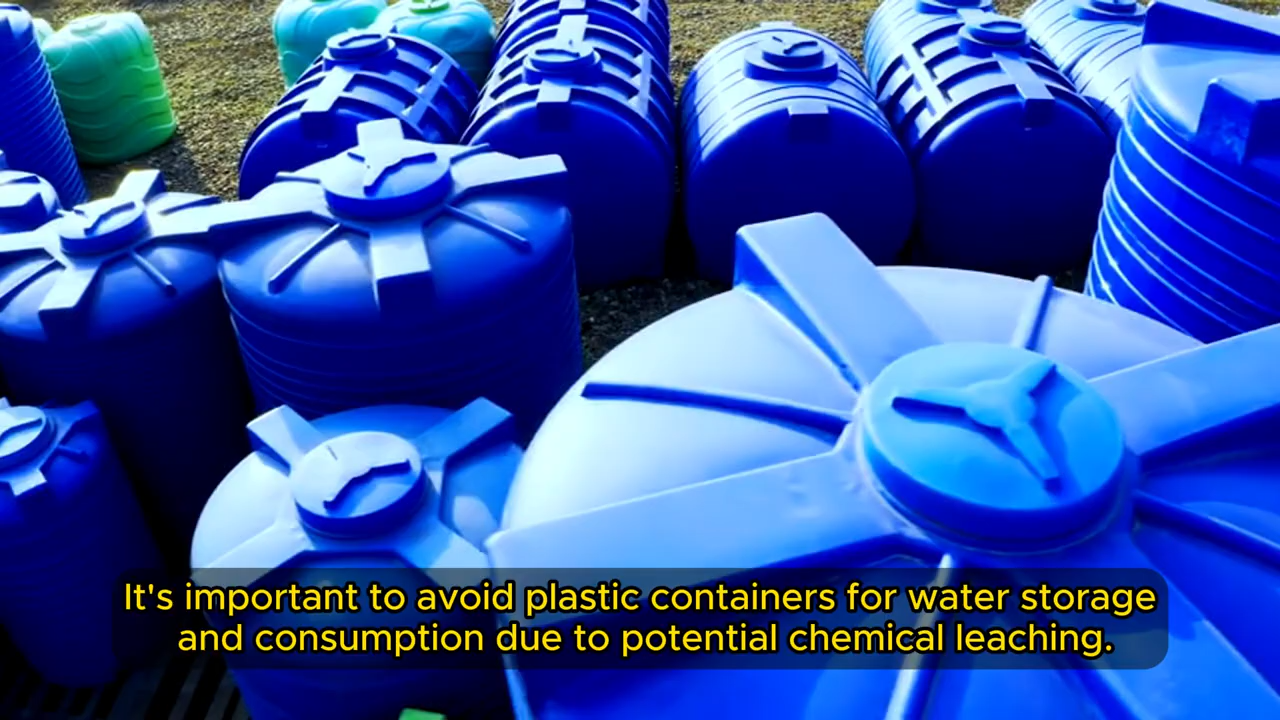 It's important to avoid plastic containers for water storage
and consumption due to potential chemical leaching.